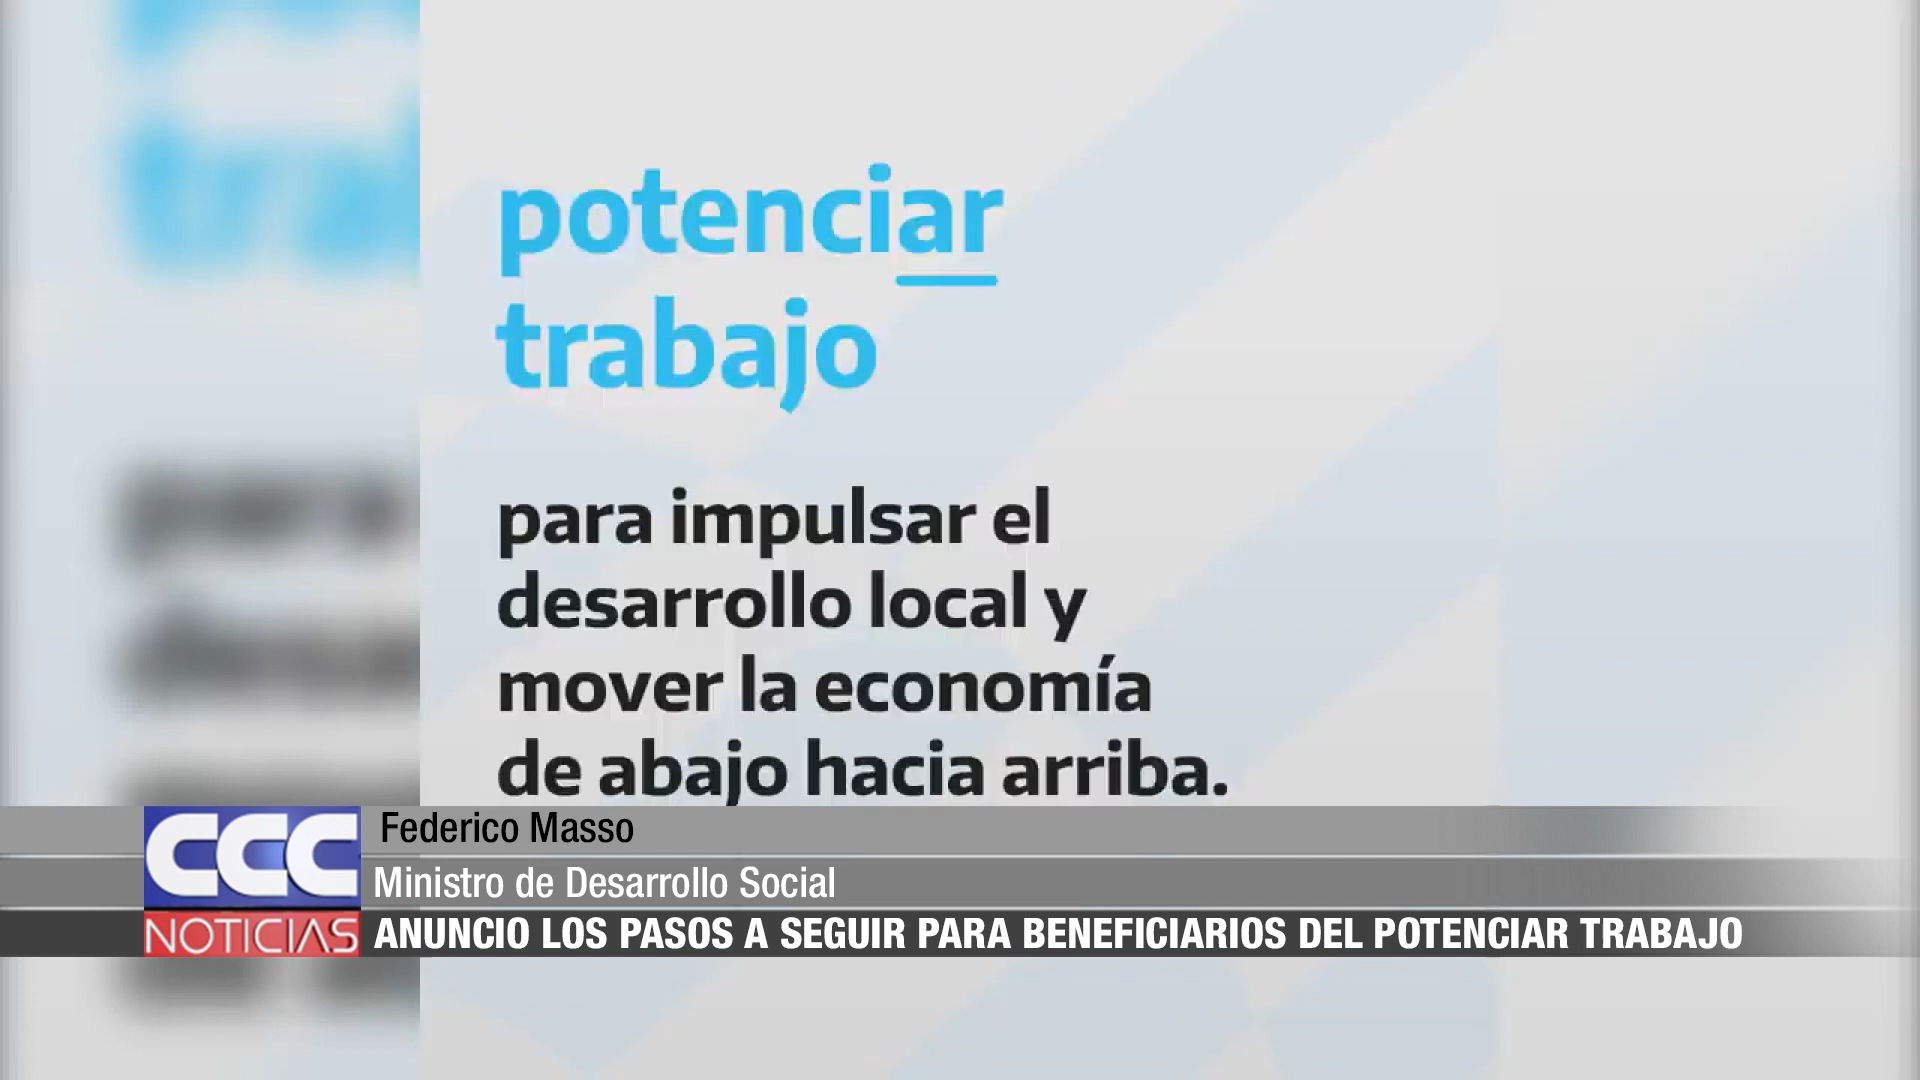 potenciar
trabajo
para impulsar el
desarrollo local y
mover la economía
de abajo hacia arriba.
Federico Masso
CCC
Ministro de Desarrollo Social
NOTICIAS
ANUNCIO LOS PASOS A SEGUIR PARA BENEFICIARIOS DEL POTENCIAR TRABAJO